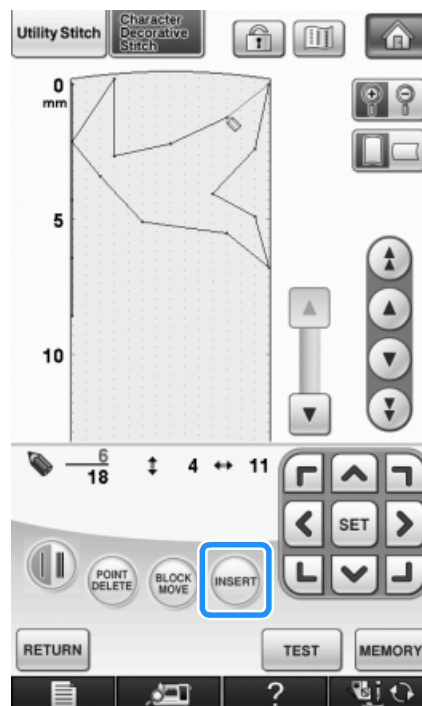 Utility Stitch
Character
Decorative
Stitch
0
mm
5
10
6
18
4
11
SET
POINT
DELETE
BLOCK
MOVE
INSERT
RETURN
TEST
MEMORY
?